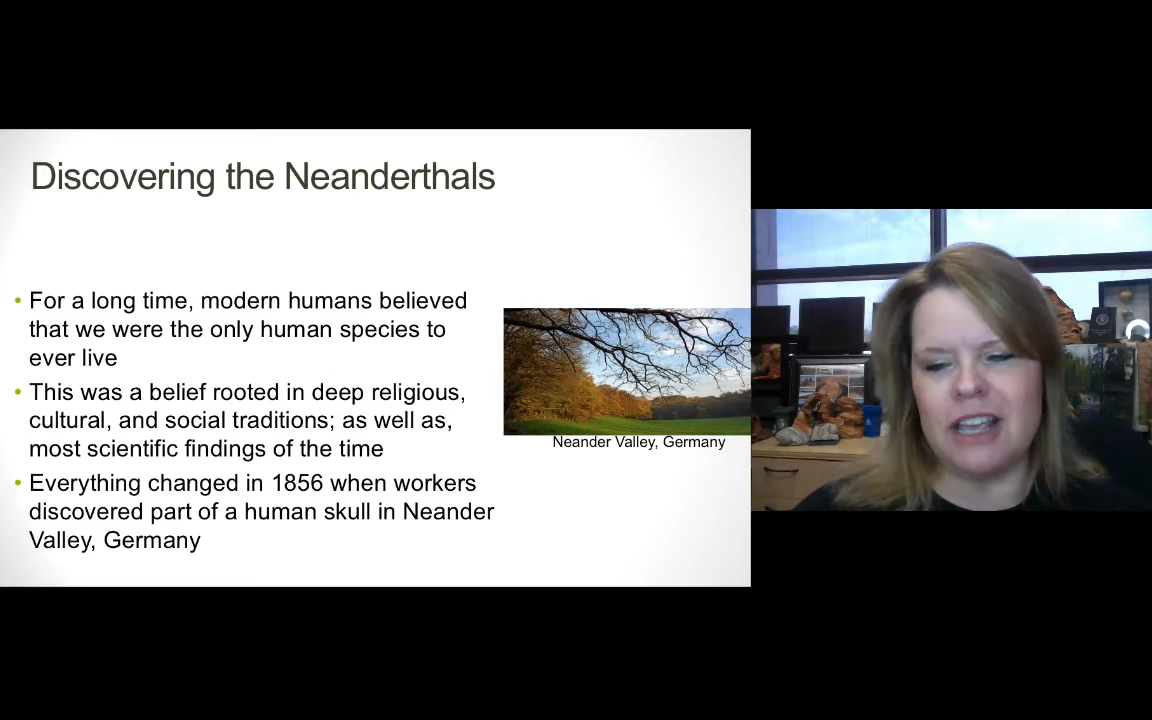 Discovering the Neanderthals
• For a long time, modern humans believed
that we were the only human species to
ever live
• This was a belief rooted in deep religious,
cultural, and social traditions; as well as,
most scientific findings of the time
• Everything changed in 1856 when workers
discovered part of a human skull in Neander
Valley, Germany
Neander Valley, Germany